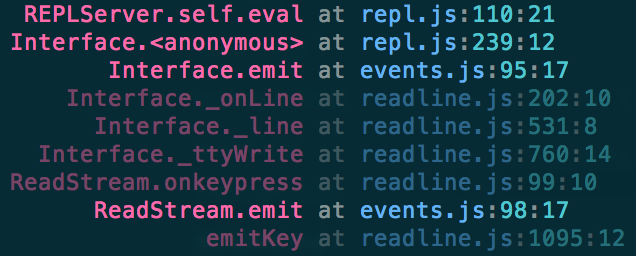 REPLServer.self.eval at repl.js:110:21
Interface.<anonymous> at repl.js:239:12
Interface.emit at events.js:95:17
Interface._onLine at readline.js:202:10
Interface._line at readline.js:531:8
Interface._ttyWrite at readline.js:760:14
ReadStream.onkeypress at readline.js:99:10
ReadStream.emit at events.js:98:17
emitKey at readline.js:1095:12